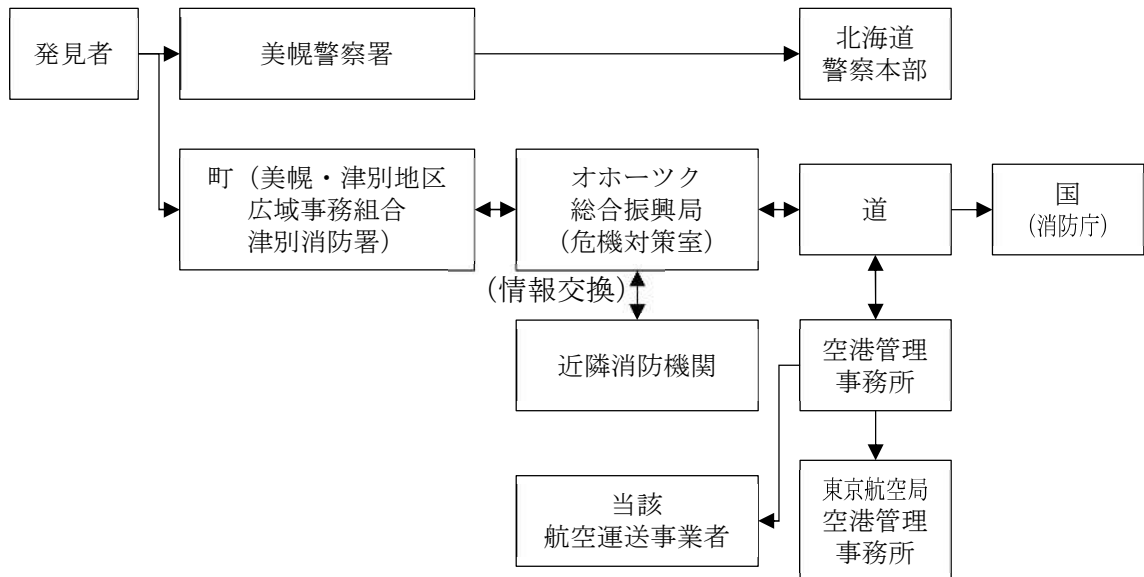 発見者
美幌警察署
北海道
警察本部
町（美幌・津別地区
広域事務組合
津別消防署）
オホーツク
総合振興局
（危機対策室）
道
国
（消防庁）
（情報交換）
近隣消防機関
空港管理
事務所
当該
航空運送事業者
東京航空局
空港管理
事務所